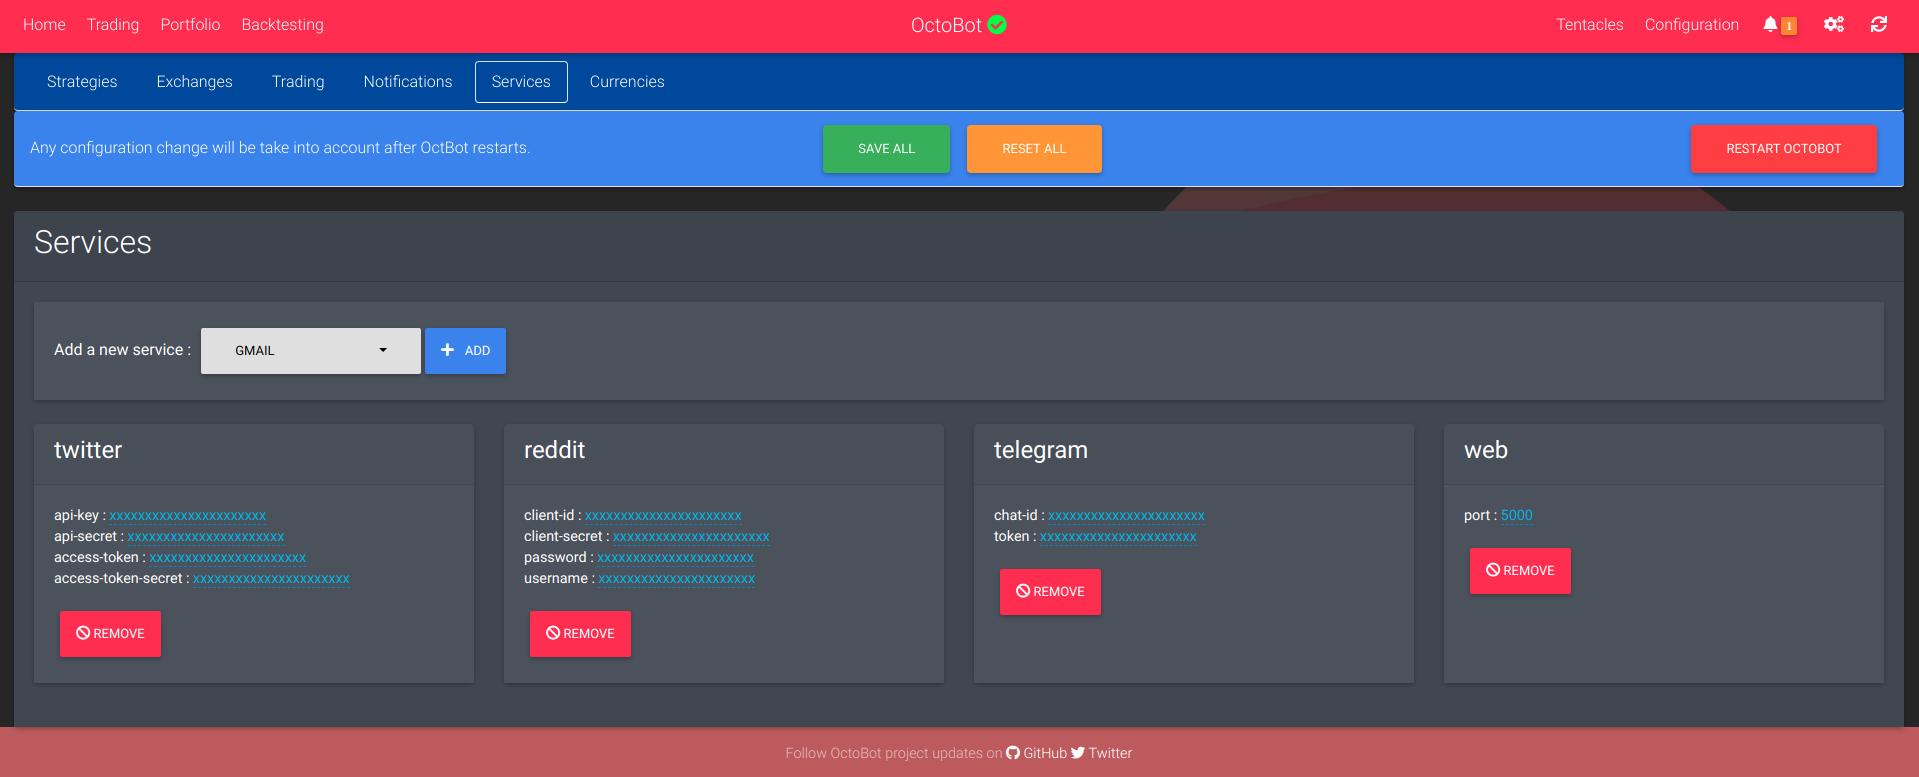 Home Trading Portfolio Backtesting OctoBot Tentacles Configuration 1
Strategies Exchanges Trading Notifications Services Currencies
Any configuration change will be take into account after OctBot restarts. SAVE ALL RESET ALL RESTART OCTOBOT
Services
Add a new service : GMAIL ADD
twitter
api-key : xxxxxxxxxxxxxxxxxxxxxx
api-secret : xxxxxxxxxxxxxxxxxxxxxx
access-token : xxxxxxxxxxxxxxxxxxxxxx
access-token-secret : xxxxxxxxxxxxxxxxxxxxxx
REMOVE
reddit
client-id : xxxxxxxxxxxxxxxxxxxxxx
client-secret : xxxxxxxxxxxxxxxxxxxxxx
password : xxxxxxxxxxxxxxxxxxxxxx
username : xxxxxxxxxxxxxxxxxxxxxx
REMOVE
telegram
chat-id : xxxxxxxxxxxxxxxxxxxxxx
token : xxxxxxxxxxxxxxxxxxxxxx
REMOVE
web
port : 5000
REMOVE
Follow OctoBot project updates on GitHub Twitter